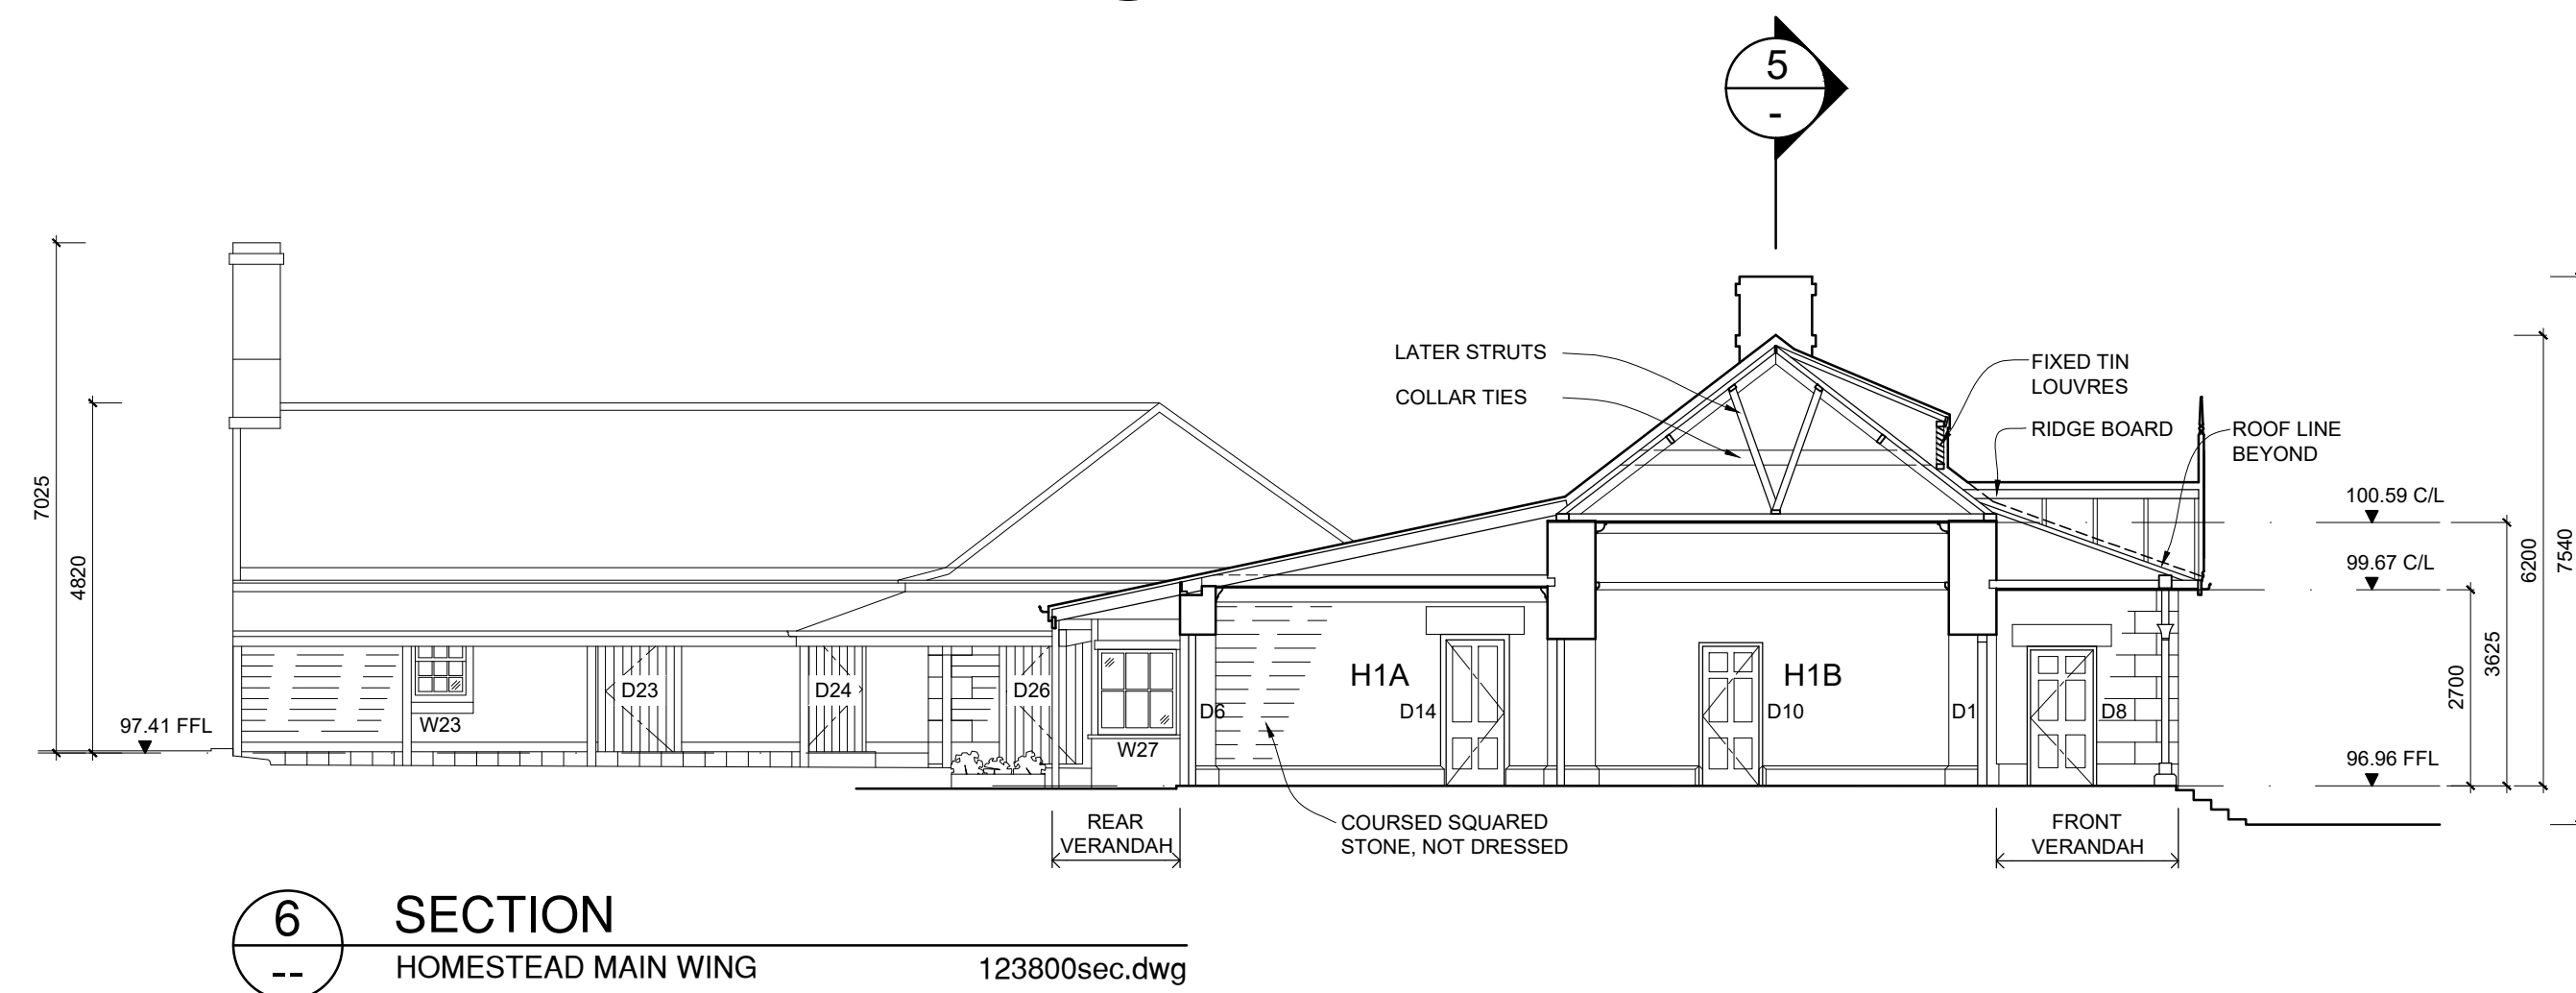 5
-
LATER STRUTS
COLLAR TIES
FIXED TIN
LOUVRES
RIDGE BOARD
ROOF LINE
BEYOND
7025
4820
97.41 FFL
W23
D23
D24
D26
W27
D6
H1A
D14
H1B
D10
D1
D8
100.59 C/L
99.67 C/L
96.96 FFL
2700
3625
6200
7540
REAR
VERANDAH
COURSED SQUARED
STONE, NOT DRESSED
FRONT
VERANDAH
6
--
SECTION
HOMESTEAD MAIN WING
123800sec.dwg